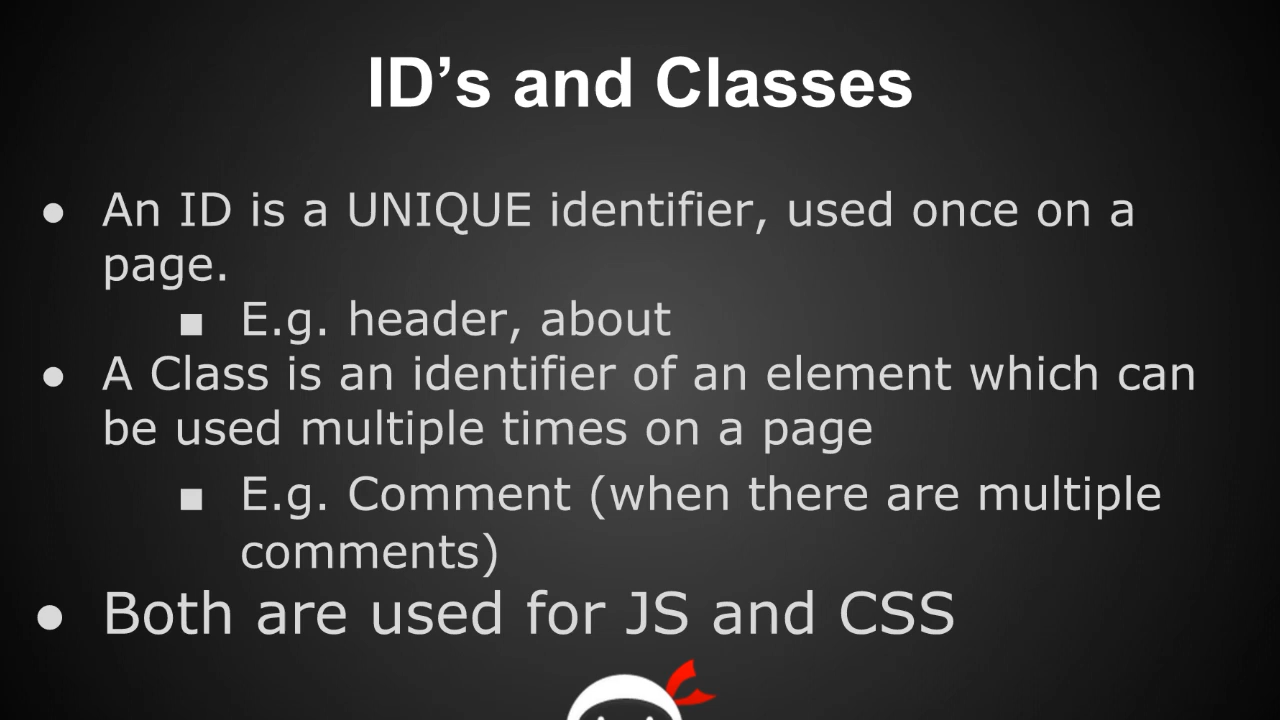 ID’s and Classes
● An ID is a UNIQUE identifier, used once on a
page.
■ E.g. header, about
● A Class is an identifier of an element which can
be used multiple times on a page
■ E.g. Comment (when there are multiple
comments)
● Both are used for JS and CSS